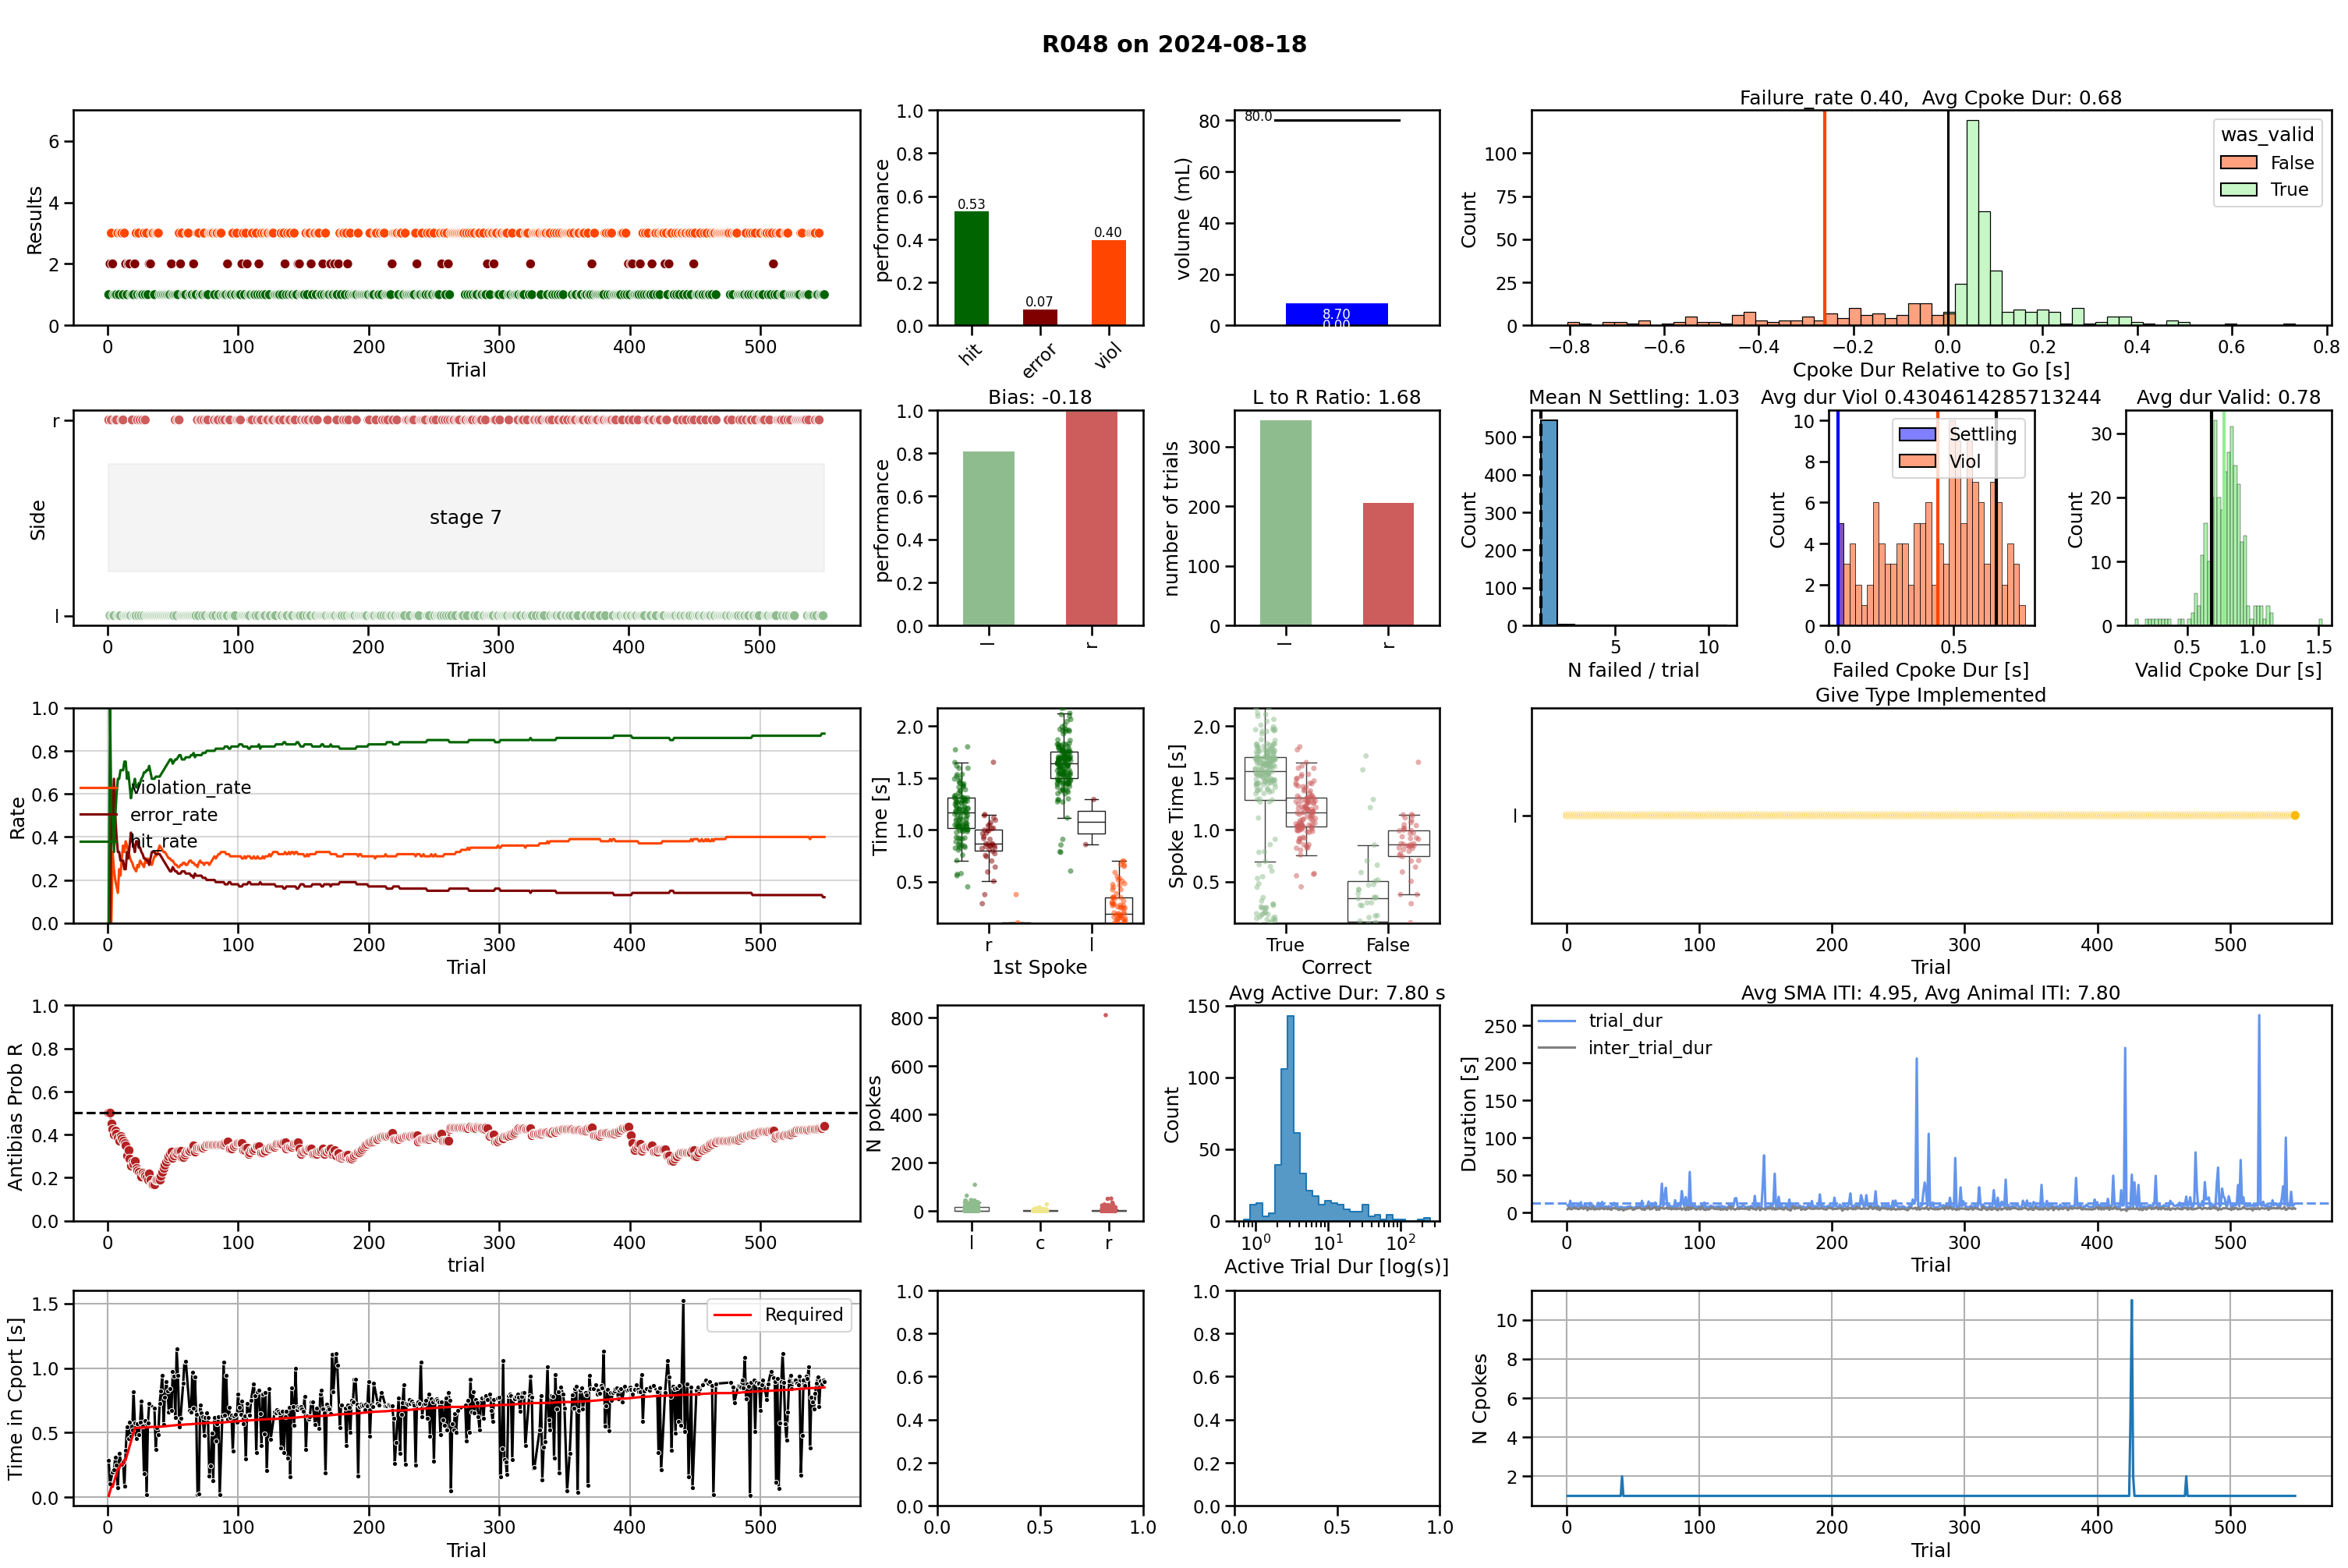 R048 on 2024-08-18
Results
6
4
2
0
0 100 200 300 400 500
Trial
performance
1.0
0.8
0.6
0.4
0.2
0.0
0.53
0.07
0.40
hit error viol
volume (mL)
80
60
40
20
0
80.0
8.70
0.00
Failure_rate 0.40,  Avg Cpoke Dur: 0.68
Count
100
75
50
25
0
was_valid
False
True
−0.8 −0.6 −0.4 −0.2 0.0 0.2 0.4 0.6 0.8
Cpoke Dur Relative to Go [s]
Side
r
l
stage 7
0 100 200 300 400 500
Trial
Bias: -0.18
performance
1.0
0.8
0.6
0.4
0.2
0.0
l r
L to R Ratio: 1.68
number of trials
300
200
100
0
l r
Mean N Settling: 1.03
Count
500
400
300
200
100
0
5 10
N failed / trial
Avg dur Viol 0.4304614285713244
Count
10
8
6
4
2
0
Settling
Viol
0.0 0.5
Failed Cpoke Dur [s]
Avg dur Valid: 0.78
Count
30
20
10
0
0.5 1.0 1.5
Valid Cpoke Dur [s]
Rate
1.0
0.8
0.6
0.4
0.2
0.0
violation_rate
error_rate
hit_rate
0 100 200 300 400 500
Trial
Time [s]
2.0
1.5
1.0
0.5
r l
1st Spoke
Spoke Time [s]
2.0
1.5
1.0
0.5
True False
Correct
Give Type Implemented
l
0 100 200 300 400 500
Trial
Antibias Prob R
1.0
0.8
0.6
0.4
0.2
0.0
0 100 200 300 400 500
trial
N pokes
800
600
400
200
0
l c r
Avg Active Dur: 7.80 s
Count
150
100
50
0
10⁰ 10¹ 10²
Active Trial Dur [log(s)]
Avg SMA ITI: 4.95, Avg Animal ITI: 7.80
Duration [s]
250
200
150
100
50
0
trial_dur
inter_trial_dur
0 100 200 300 400 500
Trial
Time in Cport [s]
1.5
1.0
0.5
0.0
Required
0 100 200 300 400 500
Trial
1.0
0.8
0.6
0.4
0.2
0.0
0.0 0.5 1.0
1.0
0.8
0.6
0.4
0.2
0.0
0.0 0.5 1.0
N Cpokes
10
8
6
4
2
0 100 200 300 400 500
Trial